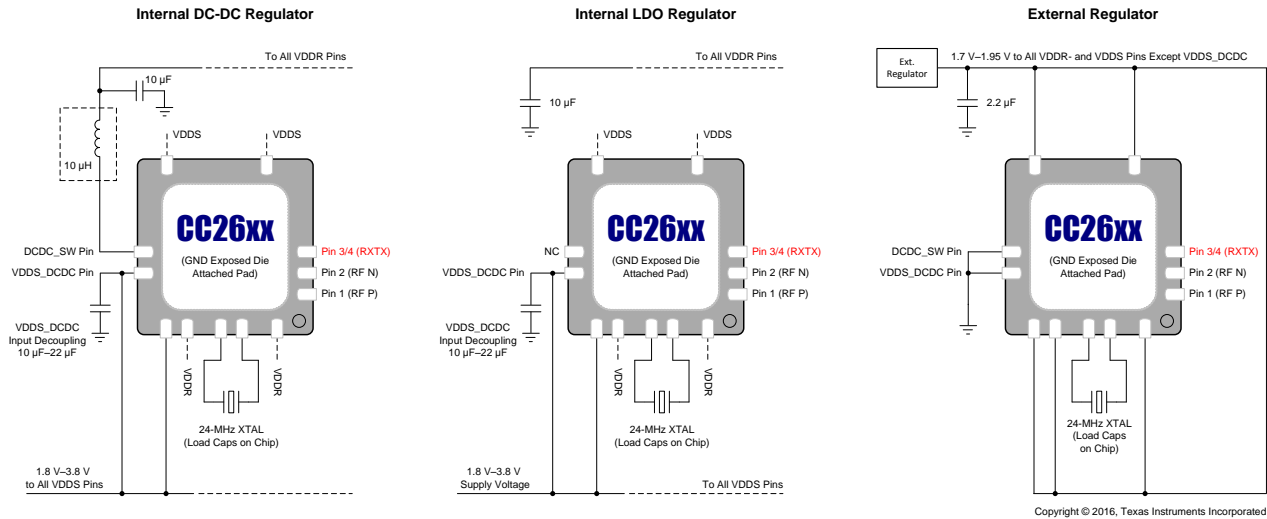 Internal DC-DC Regulator
To All VDDR Pins
10 µF
10 µH
VDDS
VDDS
CC26xx
(GND Exposed Die
Attached Pad)
DCDC_SW Pin
VDDS_DCDC Pin
Pin 3/4 (RXTX)
Pin 2 (RF N)
Pin 1 (RF P)
VDDS_DCDC
Input Decoupling
10 µF–22 µF
VDDR
VDDR
24-MHz XTAL
(Load Caps on Chip)
1.8 V–3.8 V
to All VDDS Pins
Internal LDO Regulator
To All VDDR Pins
10 µF
VDDS
VDDS
CC26xx
(GND Exposed Die
Attached Pad)
NC
VDDS_DCDC Pin
Pin 3/4 (RXTX)
Pin 2 (RF N)
Pin 1 (RF P)
VDDS_DCDC
Input Decoupling
10 µF–22 µF
VDDR
VDDR
24-MHz XTAL
(Load Caps on Chip)
1.8 V–3.8 V
Supply Voltage
To All VDDS Pins
External Regulator
Ext.
Regulator
1.7 V–1.95 V to All VDDR- and VDDS Pins Except VDDS_DCDC
2.2 µF
CC26xx
(GND Exposed Die
Attached Pad)
DCDC_SW Pin
VDDS_DCDC Pin
Pin 3/4 (RXTX)
Pin 2 (RF N)
Pin 1 (RF P)
24-MHz XTAL
(Load Caps
on Chip)
Copyright © 2016, Texas Instruments Incorporated